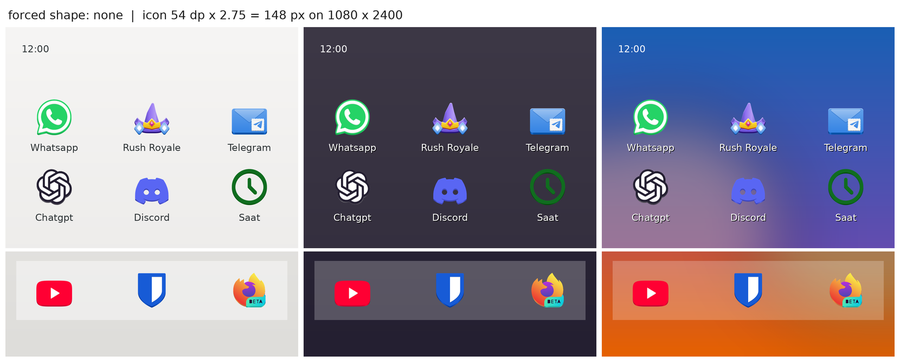 forced shape: none | icon 54 dp x 2.75 = 148 px on 1080 x 2400
12:00 12:00 12:00
Whatsapp Rush Royale Telegram Whatsapp Rush Royale Telegram Whatsapp Rush Royale Telegram
Chatgpt Discord Saat Chatgpt Discord Saat Chatgpt Discord Saat
BETA BETA BETA